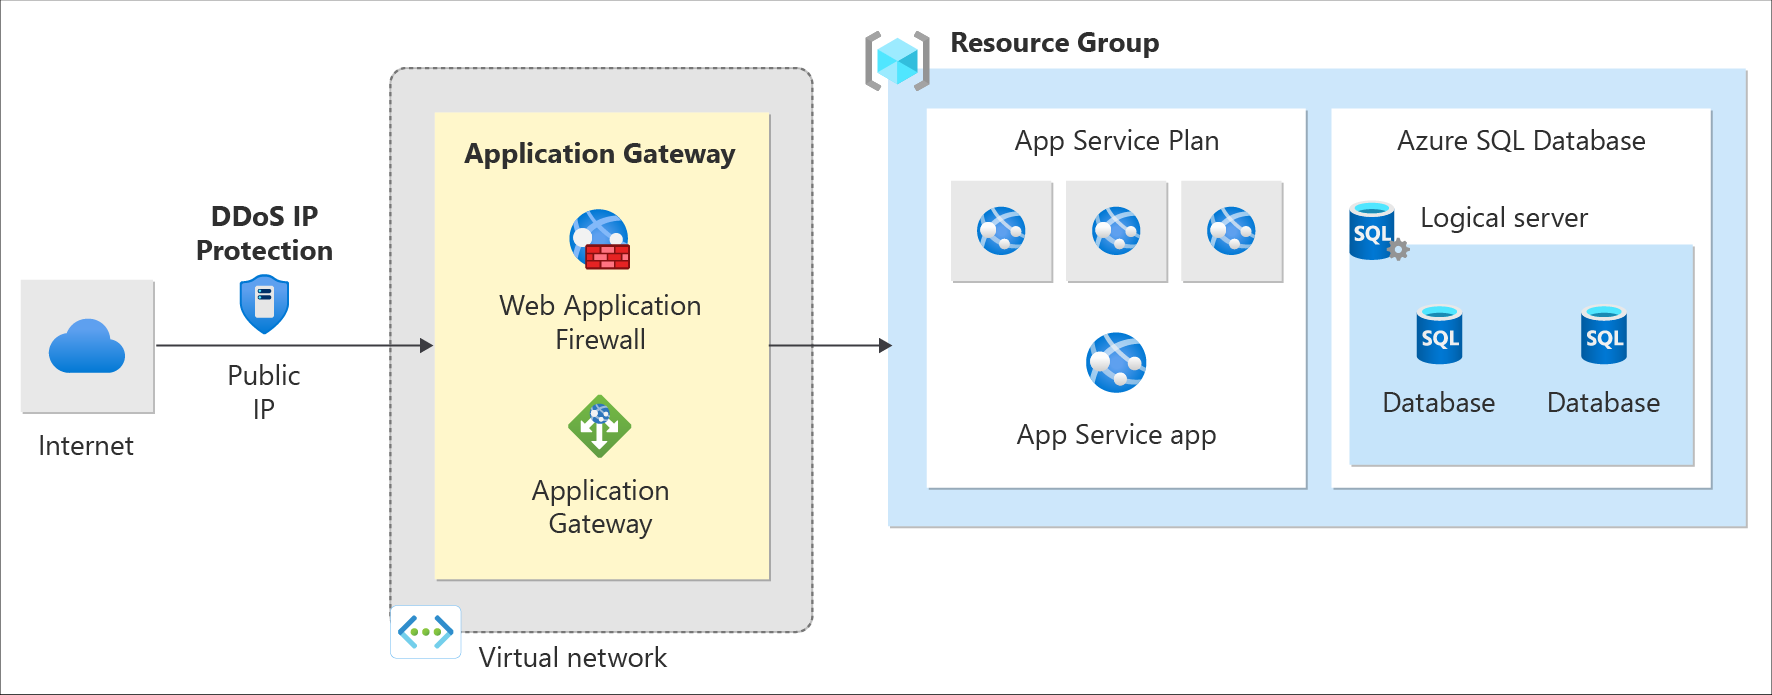 Resource Group
DDoS IP
Protection
Public
IP
Internet
Application Gateway
Web Application
Firewall
Application
Gateway
Virtual network
App Service Plan
App Service app
Azure SQL Database
SQL
Logical server
SQL
Database
SQL
Database